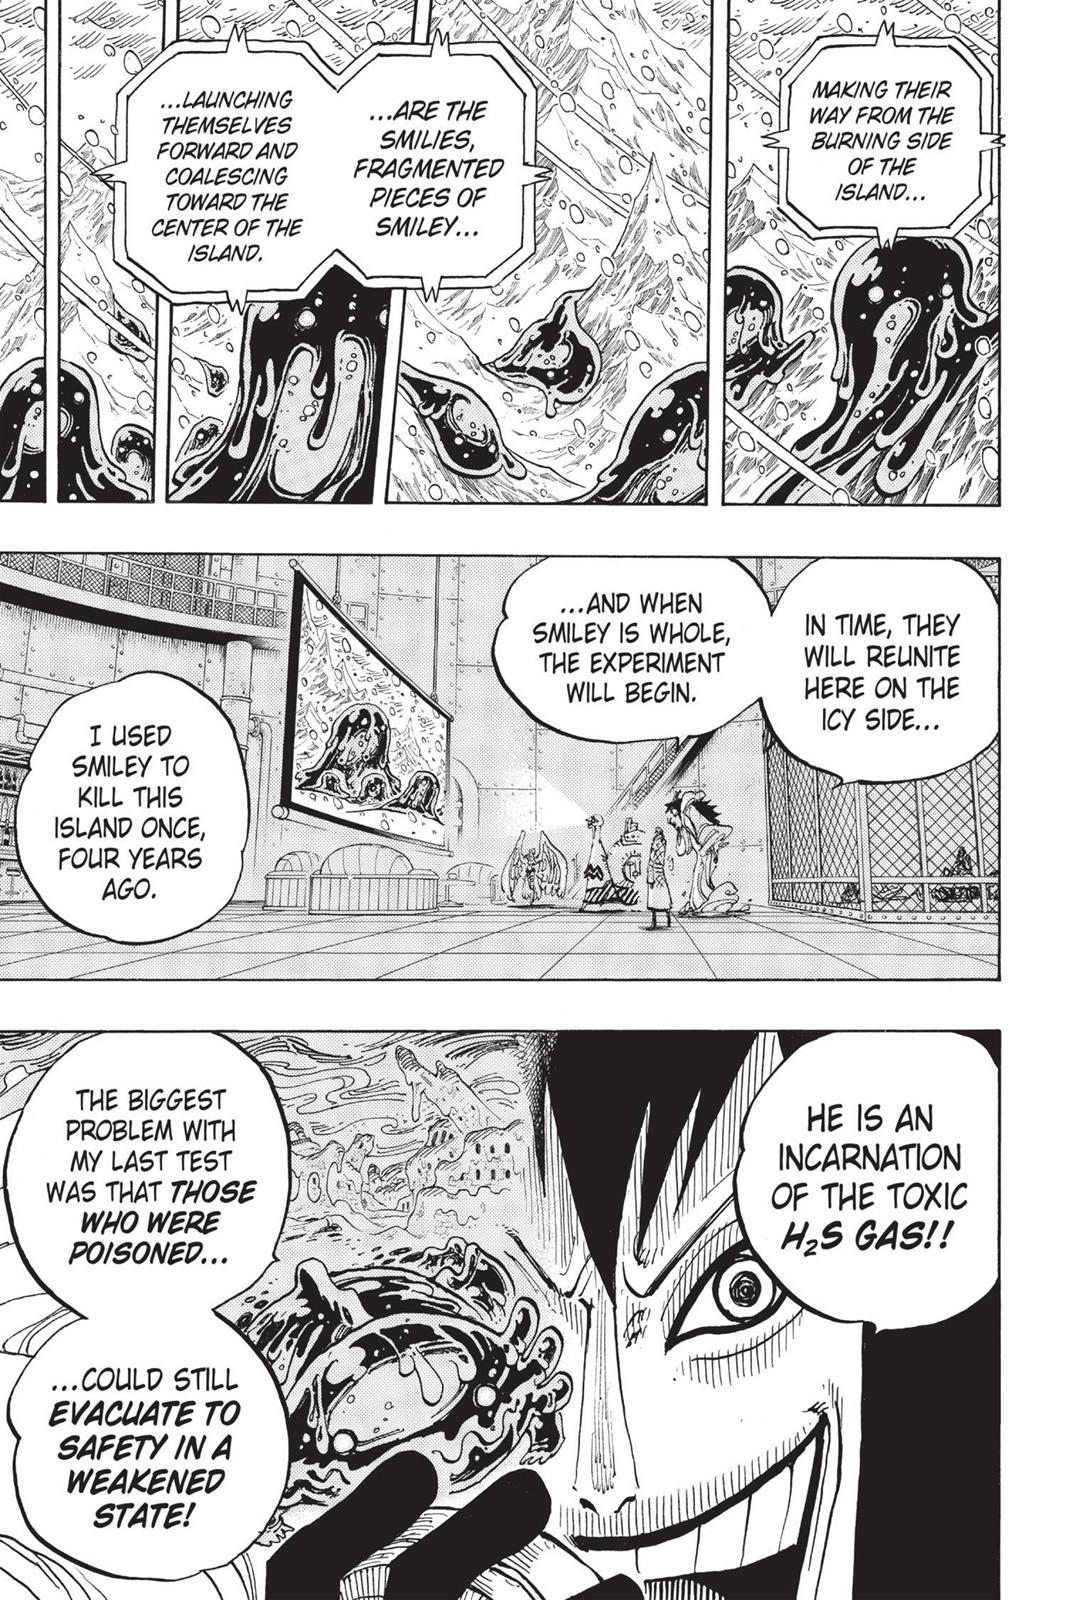 MAKING THEIR
WAY FROM THE
BURNING SIDE
OF THE
ISLAND...
...ARE THE
SMILIES,
FRAGMENTED
PIECES OF
SMILEY...
...LAUNCHING
THEMSELVES
FORWARD AND
COALESCING
TOWARD THE
CENTER OF THE
ISLAND.
IN TIME, THEY
WILL REUNITE
HERE ON THE
ICY SIDE...
...AND WHEN
SMILEY IS WHOLE,
THE EXPERIMENT
WILL BEGIN.
I USED
SMILEY TO
KILL THIS
ISLAND ONCE,
FOUR YEARS
AGO.
HE IS AN
INCARNATION
OF THE TOXIC
H₂S GAS!!
THE BIGGEST
PROBLEM WITH
MY LAST TEST
WAS THAT THOSE
WHO WERE
POISONED...
...COULD STILL
EVACUATE TO
SAFETY IN A
WEAKENED
STATE!